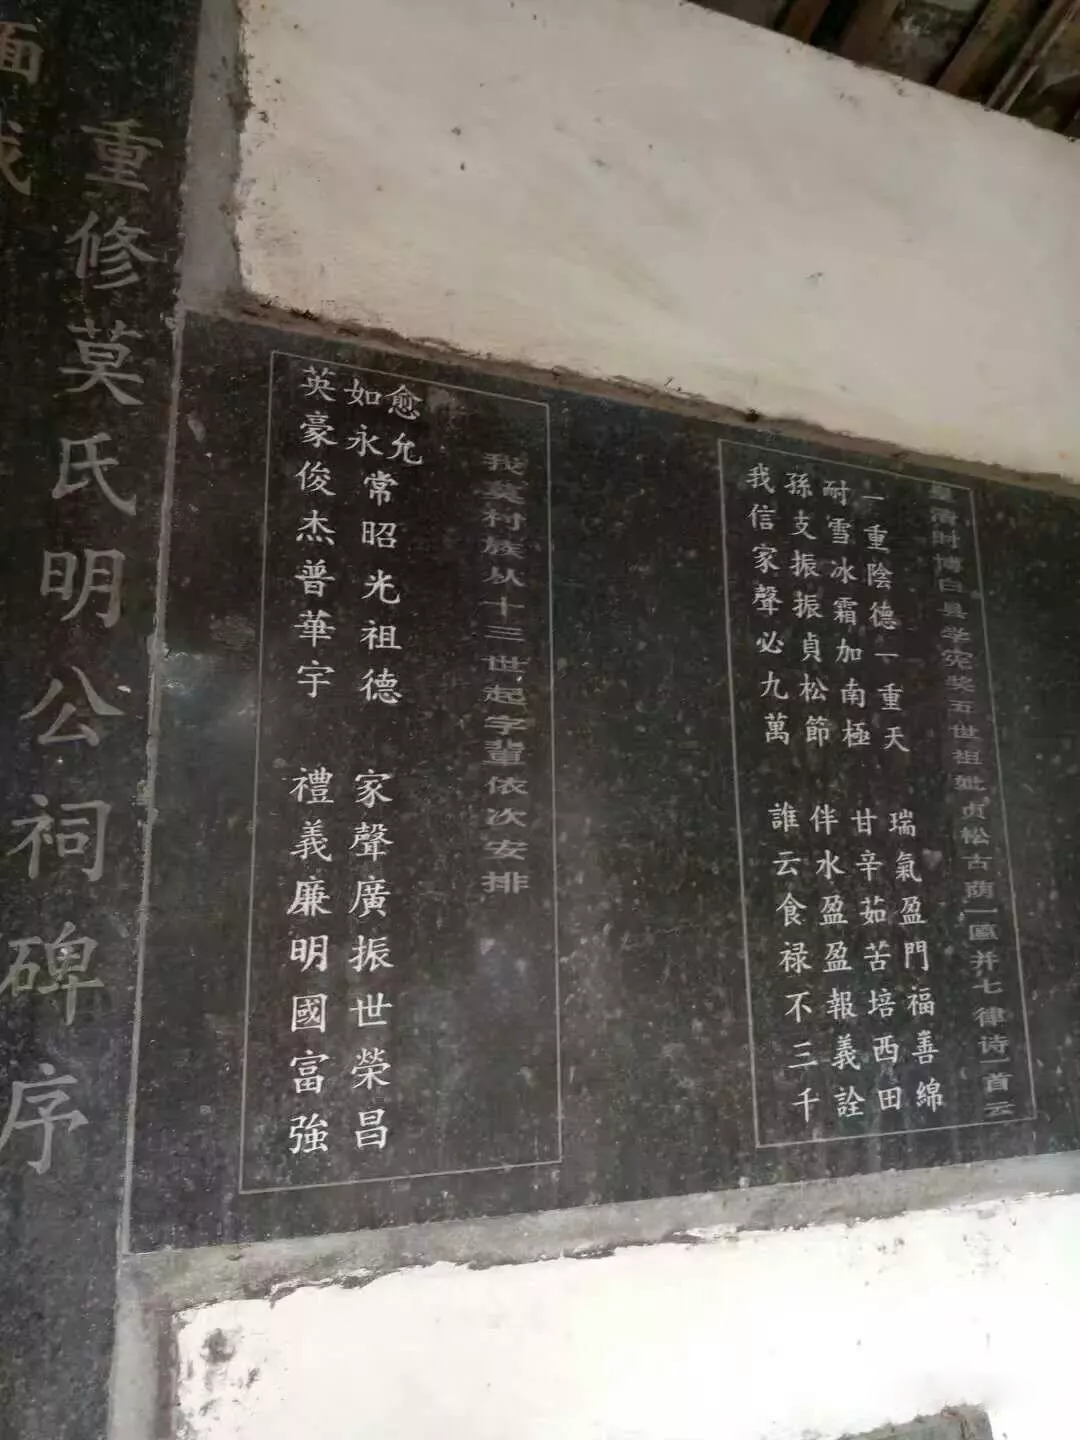 皇清時博白县学宪奖五世祖妣贞松古荫一匾并七律诗一首云
一重陰德一重天 瑞氣盈門福善綿
耐雪冰霜加南極 甘辛茹苦培西田
孫支振振貞松節 伴水盈盈報義詮
我信家聲必九萬 誰云食禄不三千
我莫村族从十三世起字輩依次安排
愈允
如永常昭光祖德 家聲廣振世榮昌
英豪俊杰普華宇 禮義廉明國富強
重修莫氏明公祠碑序